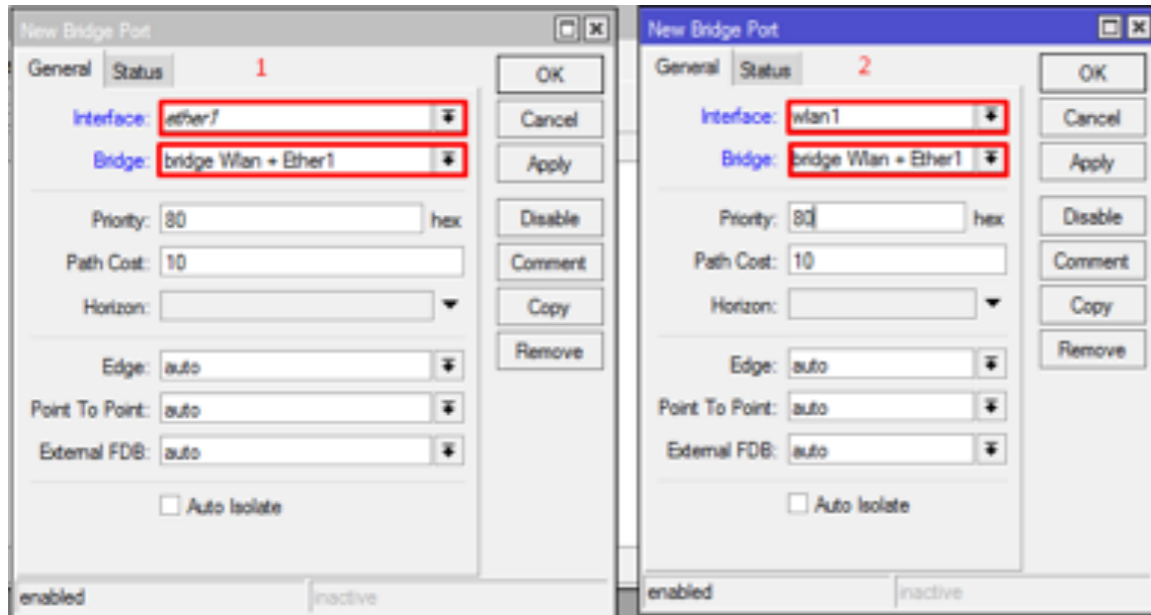 New Bridge Port
General Status 1
OK
Interface: ether1
Cancel
Bridge: bridge Wlan + Ether1
Apply
Priority: 80 hex
Disable
Path Cost: 10
Comment
Horizon:
Copy
Remove
Edge: auto
Point To Point: auto
External FDB: auto
Auto Isolate
enabled inactive
New Bridge Port
General Status 2
OK
Interface: wlan1
Cancel
Bridge: bridge Wlan + Ether1
Apply
Priority: 80 hex
Disable
Path Cost: 10
Comment
Horizon:
Copy
Remove
Edge: auto
Point To Point: auto
External FDB: auto
Auto Isolate
enabled inactive